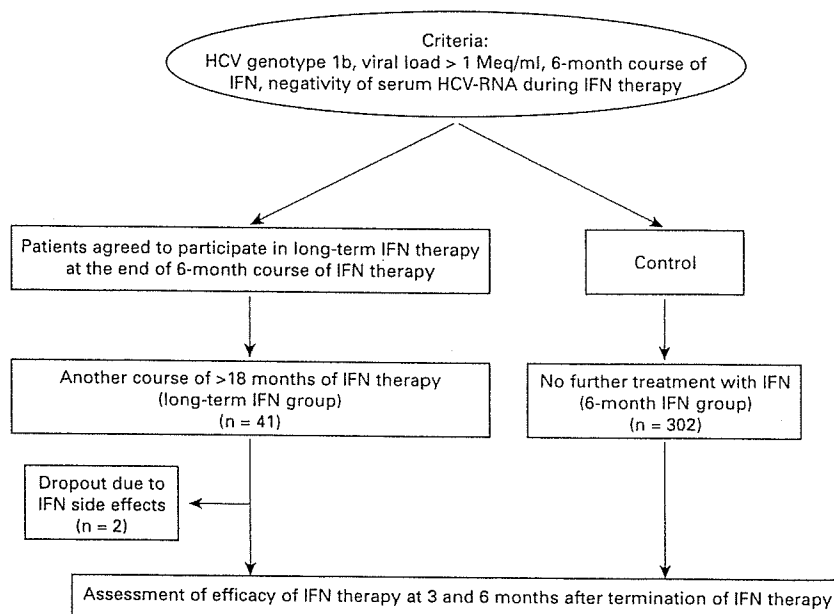 Criteria:
HCV genotype 1b, viral load > 1 Meq/ml, 6-month course of
IFN, negativity of serum HCV-RNA during IFN therapy
Patients agreed to participate in long-term IFN therapy
at the end of 6-month course of IFN therapy
Control
Another course of >18 months of IFN therapy
(long-term IFN group)
(n = 41)
No further treatment with IFN
(6-month IFN group)
(n = 302)
Dropout due to
IFN side effects
(n = 2)
Assessment of efficacy of IFN therapy at 3 and 6 months after termination of IFN therapy